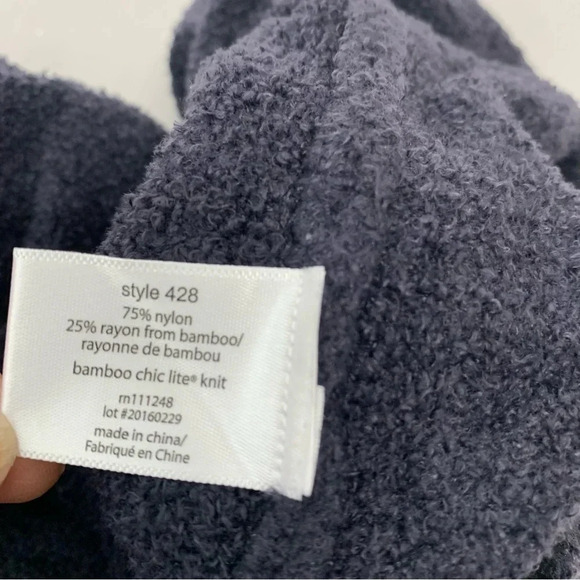 style 428
75% nylon
25% rayon from bamboo/
rayonne de bambou
bamboo chic lite® knit
rn111248
lot #20160229
made in china/
Fabriqué en Chine